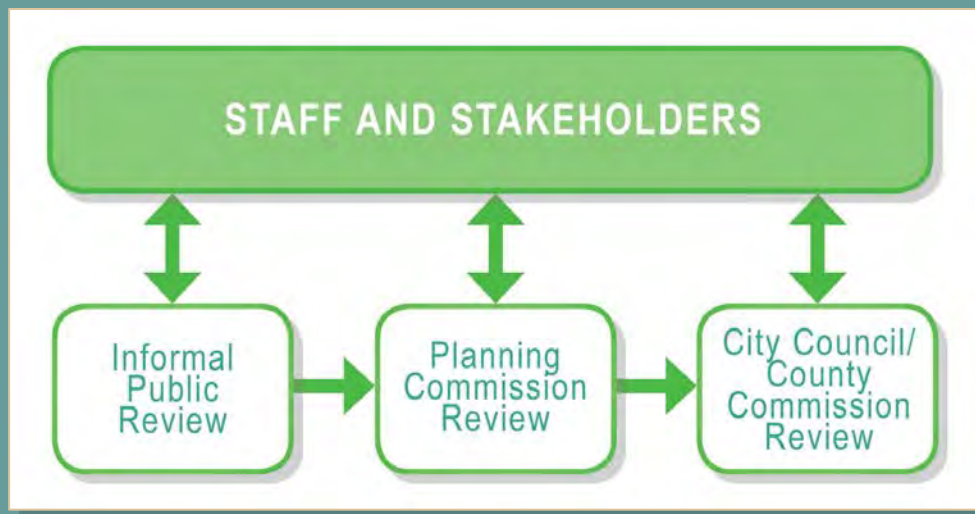 STAFF AND STAKEHOLDERS
Informal
Public
Review
Planning
Commission
Review
City Council/
County
Commission
Review